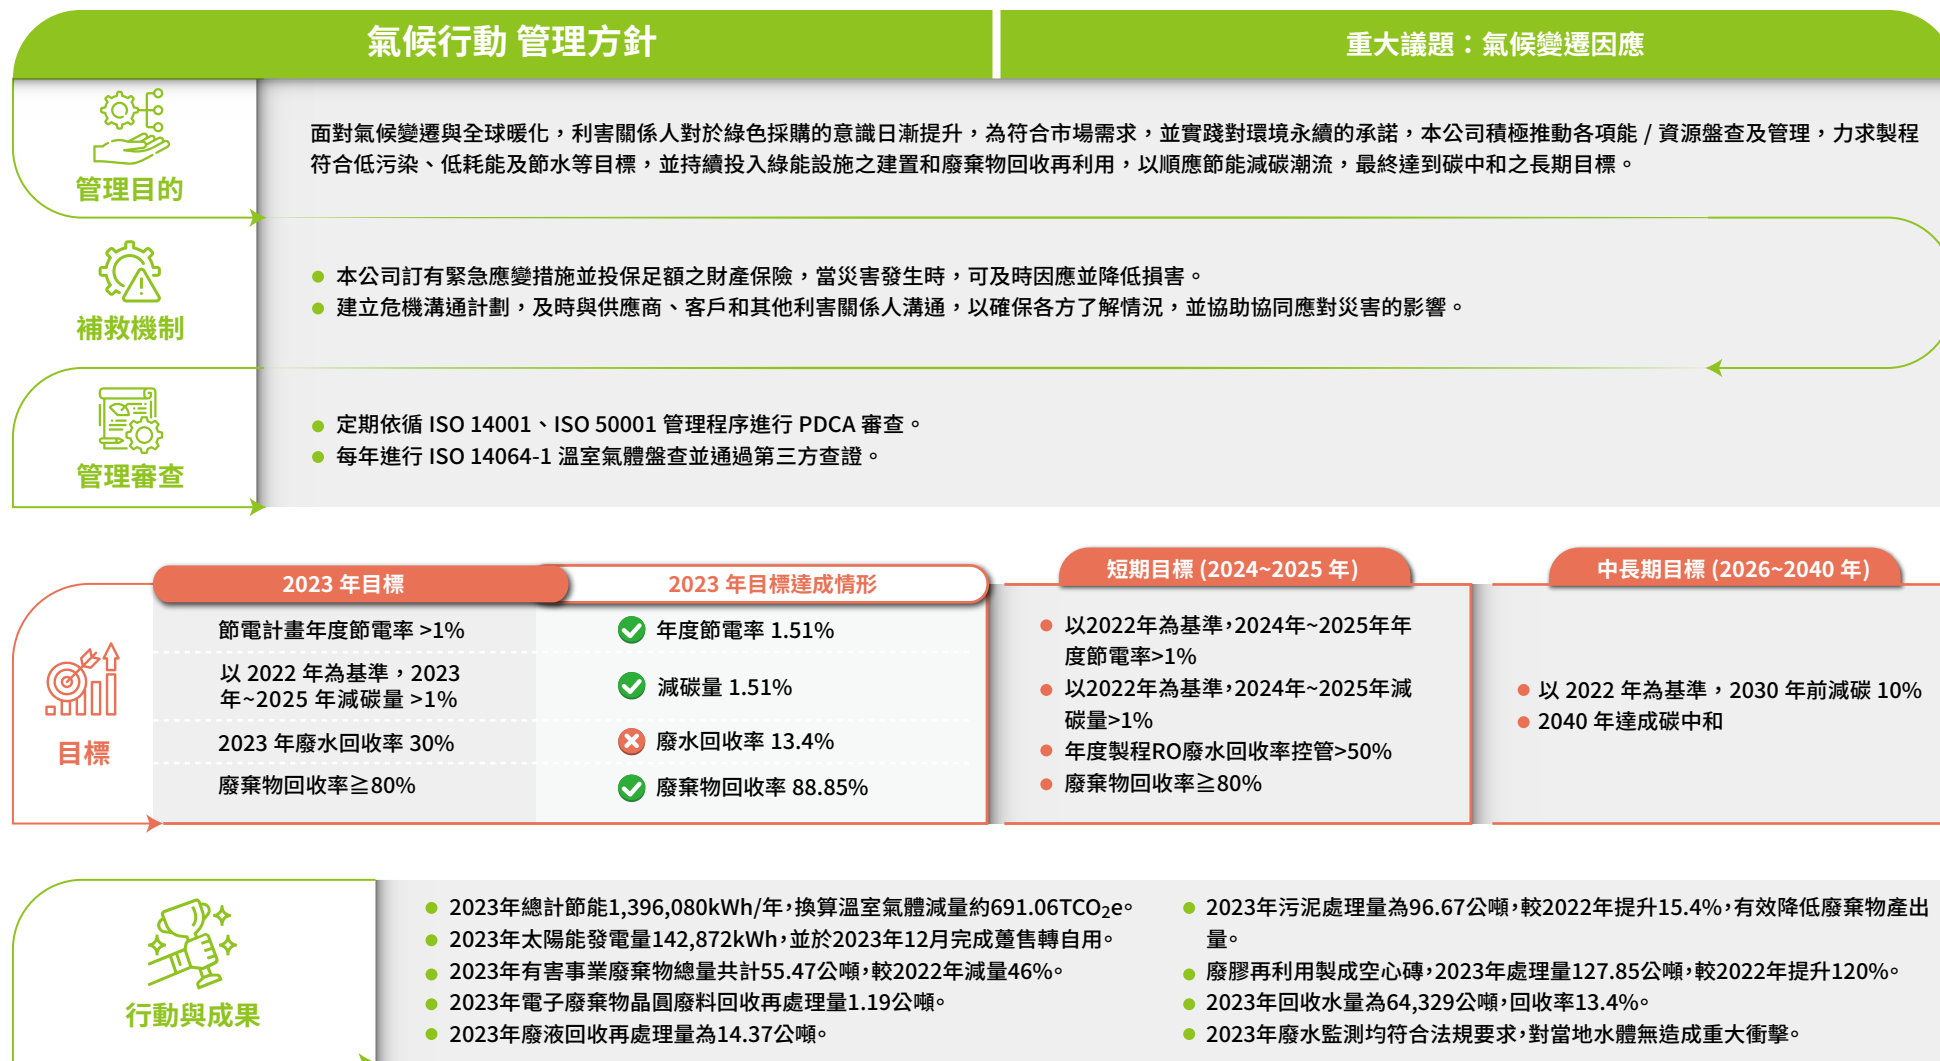 氣候行動 管理方針
重大議題：氣候變遷因應
管理目的
面對氣候變遷與全球暖化，利害關係人對於綠色採購的意識日漸提升，為符合市場需求，並實踐對環境永續的承諾，本公司積極推動各項能 / 資源盤查及管理，力求製程
符合低污染、低耗能及節水等目標，並持續投入綠能設施之建置和廢棄物回收再利用，以順應節能減碳潮流，最終達到碳中和之長期目標。
補救機制
本公司訂有緊急應變措施並投保足額之財產保險，當災害發生時，可及時因應並降低損害。
建立危機溝通計劃，及時與供應商、客戶和其他利害關係人溝通，以確保各方了解情況，並協助協同應對災害的影響。
管理審查
定期依循 ISO 14001、ISO 50001 管理程序進行 PDCA 審查。
每年進行 ISO 14064-1 溫室氣體盤查並通過第三方查證。
目標
2023 年目標
節電計畫年度節電率 >1%
以 2022 年為基準，2023
年~2025 年減碳量 >1%
2023 年廢水回收率 30%
廢棄物回收率≧80%
2023 年目標達成情形
年度節電率 1.51%
減碳量 1.51%
廢水回收率 13.4%
廢棄物回收率 88.85%
短期目標 (2024~2025 年)
以2022年為基準，2024年~2025年年
度節電率>1%
以2022年為基準，2024年~2025年減
碳量>1%
年度製程RO廢水回收率控管>50%
廢棄物回收率≧80%
中長期目標 (2026~2040 年)
以 2022 年為基準，2030 年前減碳 10%
2040 年達成碳中和
行動與成果
2023年總計節能1,396,080kWh/年，換算溫室氣體減量約691.06TCO₂e。
2023年太陽能發電量142,872kWh，並於2023年12月完成躉售轉自用。
2023年有害事業廢棄物總量共計55.47公噸，較2022年減量46%。
2023年電子廢棄物晶圓廢料回收再處理量1.19公噸。
2023年廢液回收再處理量為14.37公噸。
2023年污泥處理量為96.67公噸，較2022年提升15.4%，有效降低廢棄物產出
量。
廢膠再利用製成空心磚，2023年處理量127.85公噸，較2022年提升120%。
2023年回收水量為64,329公噸，回收率13.4%。
2023年廢水監測均符合法規要求，對當地水體無造成重大衝擊。